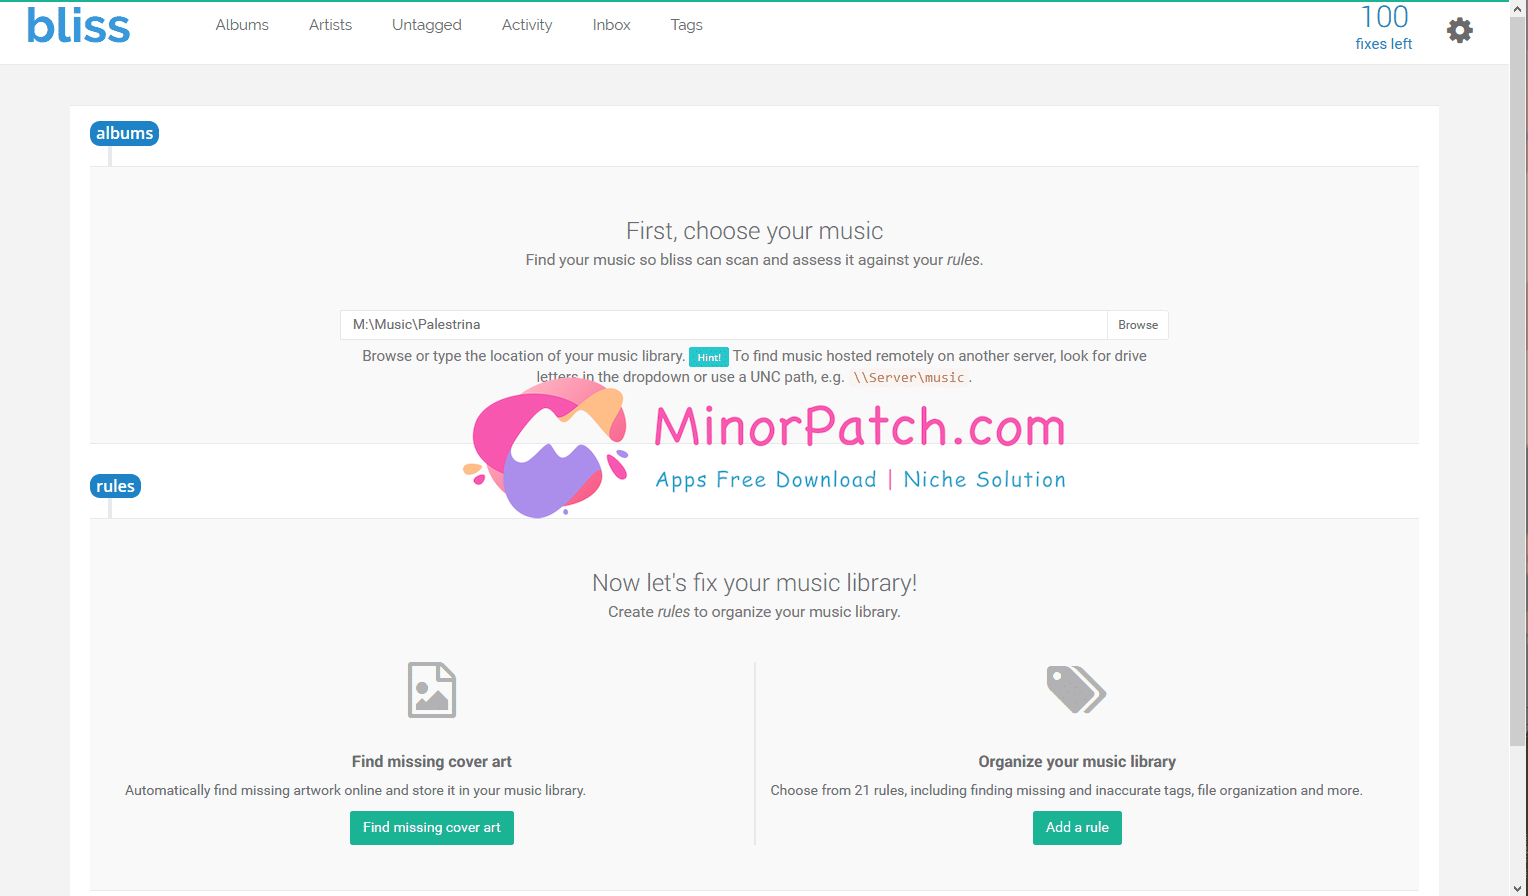 bliss
Albums Artists Untagged Activity Inbox Tags
100
fixes left
albums
First, choose your music
Find your music so bliss can scan and assess it against your rules.
M:\Music\Palestrina Browse
Browse or type the location of your music library. Hint! To find music hosted remotely on another server, look for drive
letters in the dropdown or use a UNC path, e.g. \\Server\music.
MinorPatch.com
Apps Free Download | Niche Solution
rules
Now let's fix your music library!
Create rules to organize your music library.
Find missing cover art
Automatically find missing artwork online and store it in your music library.
Find missing cover art
Organize your music library
Choose from 21 rules, including finding missing and inaccurate tags, file organization and more.
Add a rule